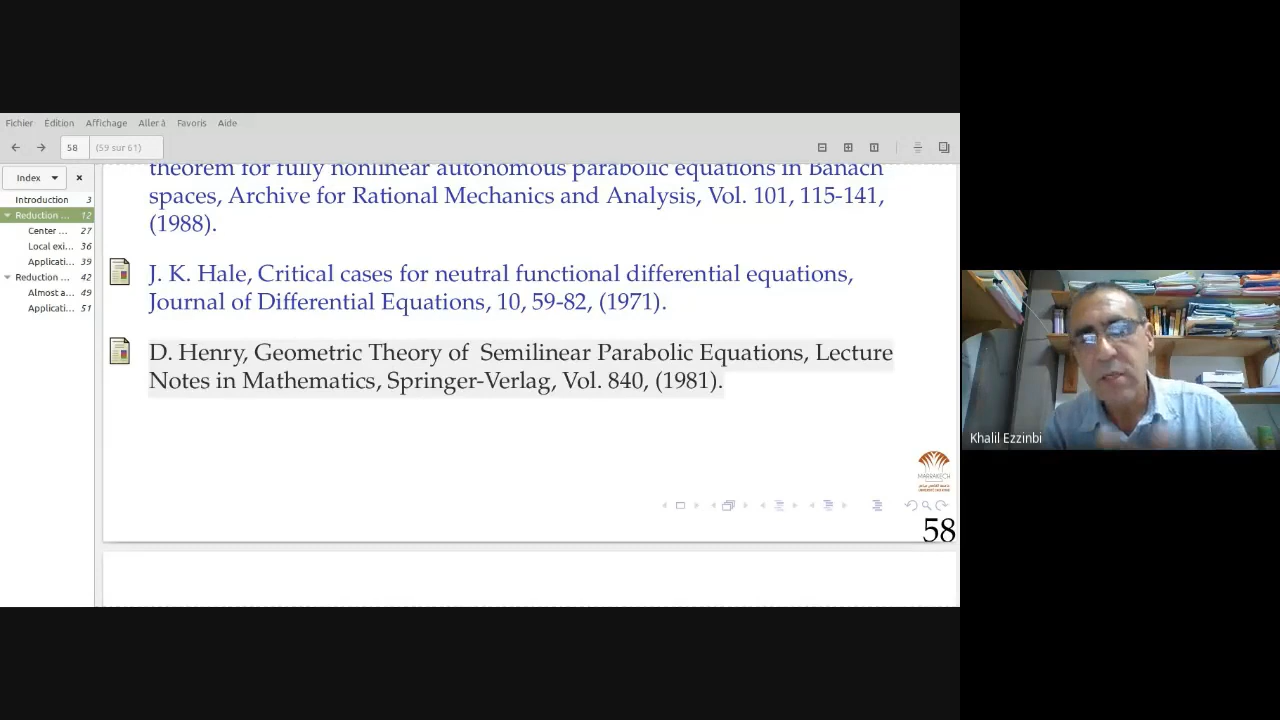 Fichier Édition Affichage Aller à Favoris Aide
58 (59 sur 61)
Index
Introduction 3
Reduction ... 12
Center ... 27
Local exi... 36
Applicati... 39
Reduction ... 42
Almost a... 49
Applicati... 51
theorem for fully nonlinear autonomous parabolic equations in Banach
spaces, Archive for Rational Mechanics and Analysis, Vol. 101, 115-141,
(1988).
J. K. Hale, Critical cases for neutral functional differential equations,
Journal of Differential Equations, 10, 59-82, (1971).
D. Henry, Geometric Theory of Semilinear Parabolic Equations, Lecture
Notes in Mathematics, Springer-Verlag, Vol. 840, (1981).
MARRAKECH
58
Khalil Ezzinbi